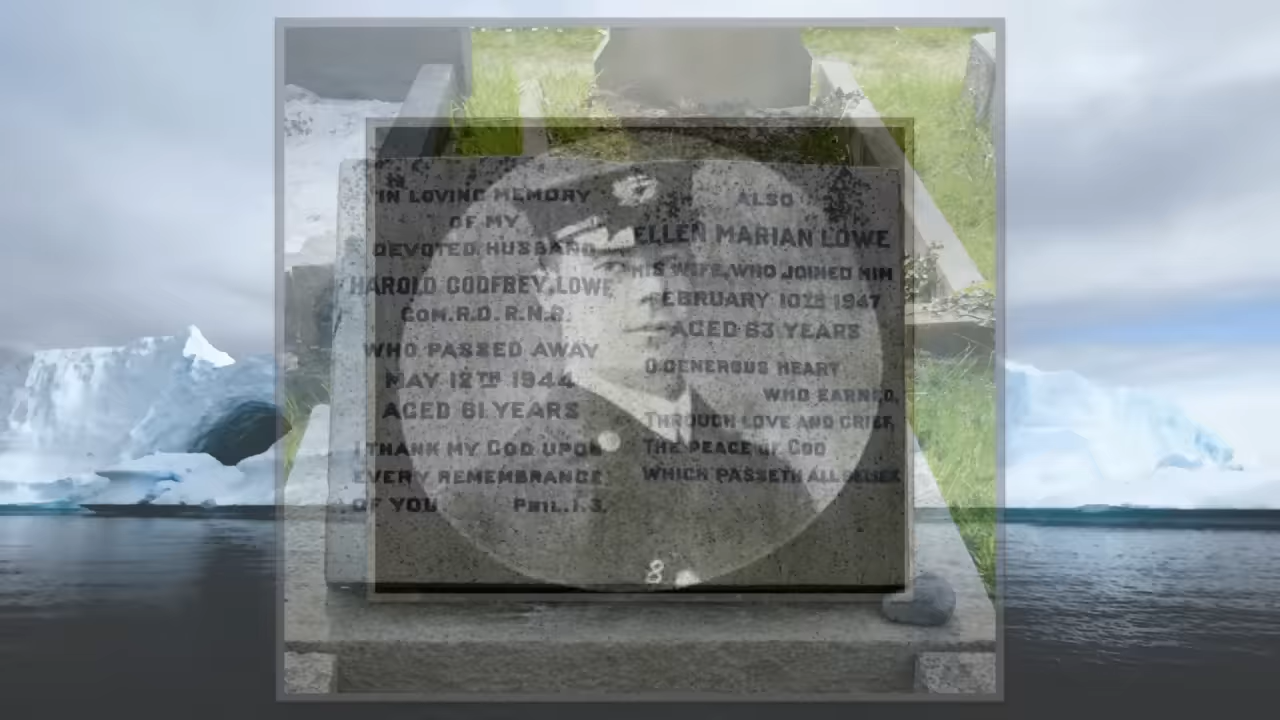 IN LOVING MEMORY
OF MY
DEVOTED HUSBAND
HAROLD GODFREY LOWE
COM. R.D. R.N.R.
WHO PASSED AWAY
MAY 12TH 1944
AGED 61 YEARS
I THANK MY GOD UPON
EVERY REMEMBRANCE
OF YOU PHIL. 1.3.
ALSO
ELLEN MARIAN LOWE
HIS WIFE, WHO JOINED HIM
FEBRUARY 10TH 1947
AGED 63 YEARS
O GENEROUS HEART
WHO EARNED,
THROUGH LOVE AND GRIEF,
THE PEACE OF GOD
WHICH PASSETH ALL BELIEF.
8